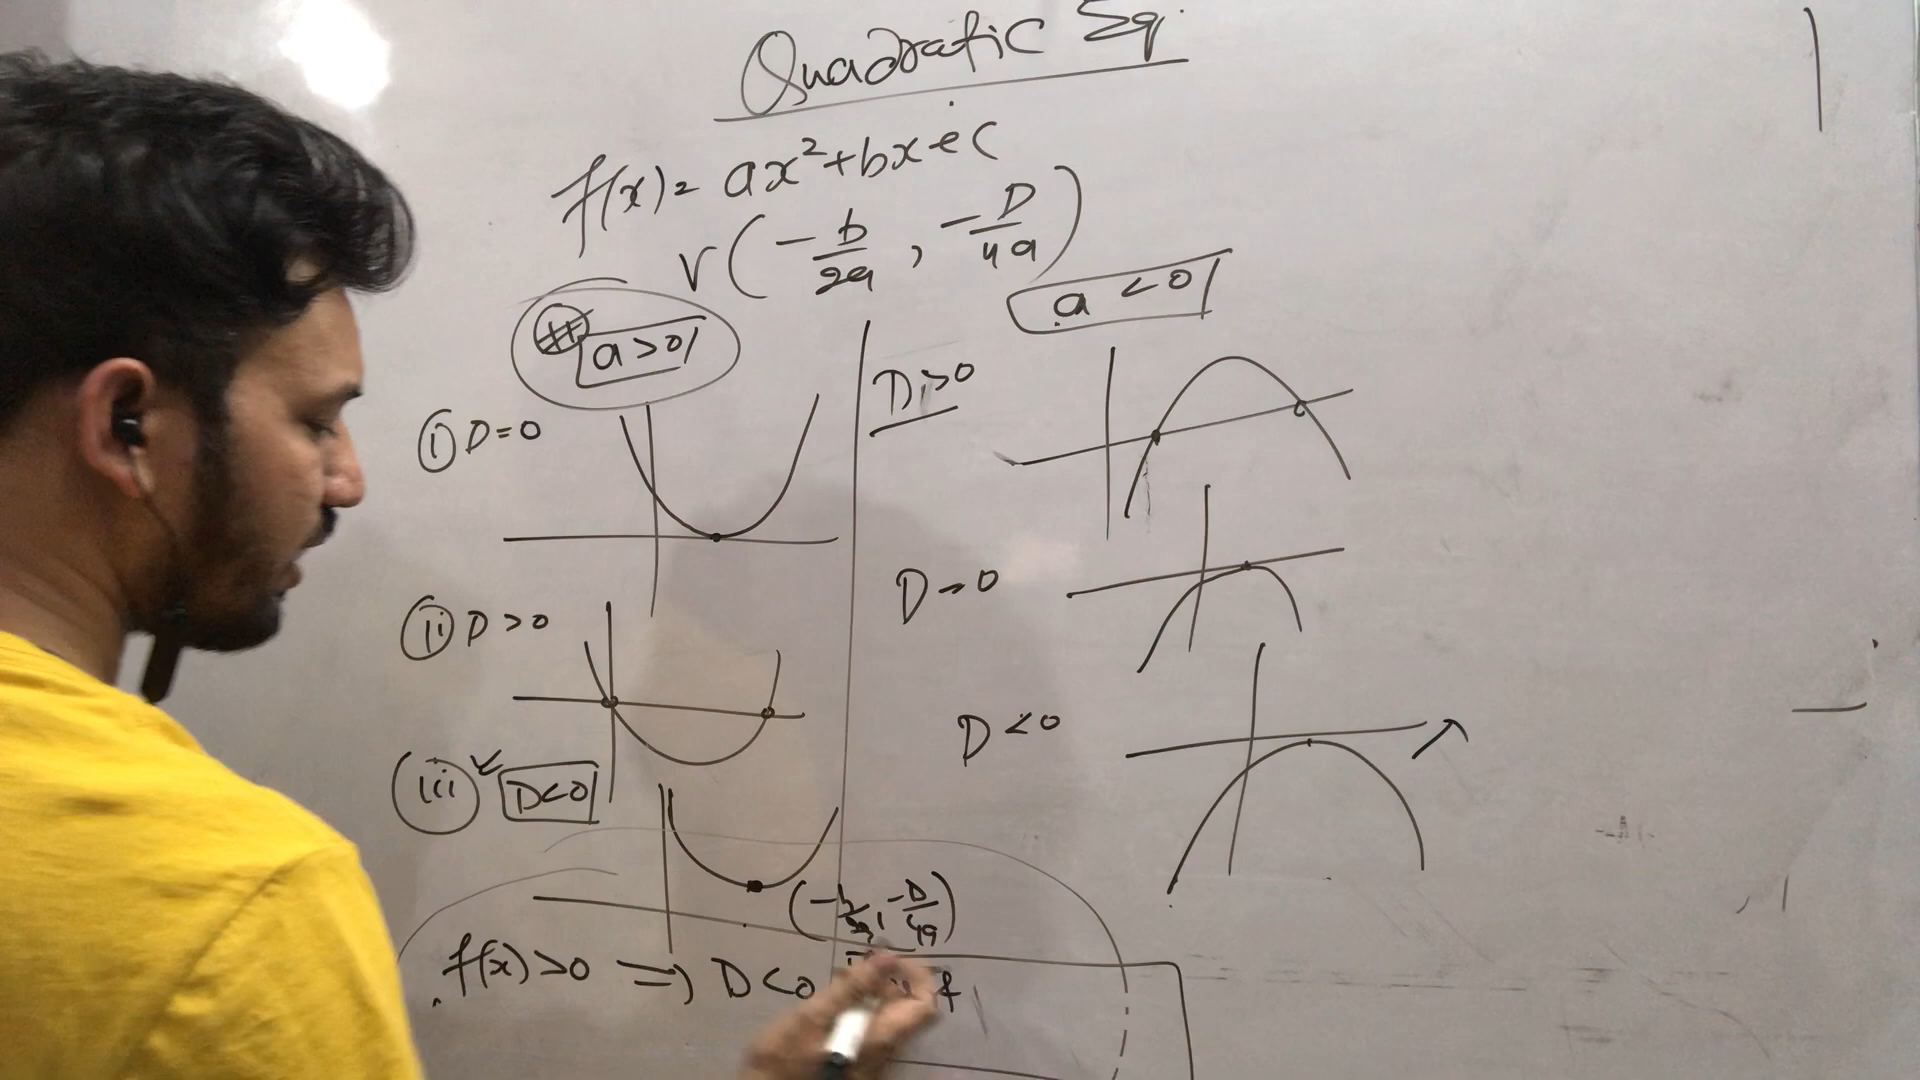 Quadratic Eq.
f(x) = ax²+bx+c
V(-b/2a, -D/4a)
# a>0
a<0
(i) D=0
D>0
(ii) D>0
D=0
(iii) D<0
D<0
(-b/2a, -D/4a)
f(x)>0 ⇒ D<0